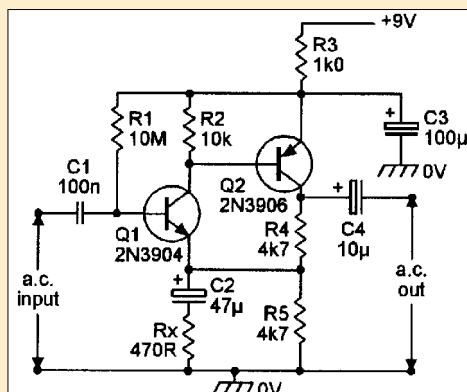 +9V
R3
1k0
R1
10M
R2
10k
C3
100µ
C1
100n
0V
Q2
2N3906
Q1
2N3904
R4
4k7
C4
10µ
a.c.
input
C2
47µ
a.c.
out
Rx
470R
R5
4k7
0V